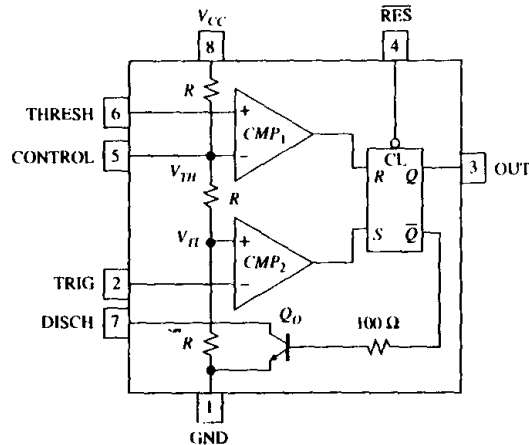 V_CC
8
RES
4
R
THRESH 6
+
CMP₁
CONTROL 5
−
CL
V_TH
R
Q
3 OUT
R
V_TL
+
S
Q
CMP₂
TRIG 2
−
DISCH 7
Q_O
100 Ω
R
1
GND